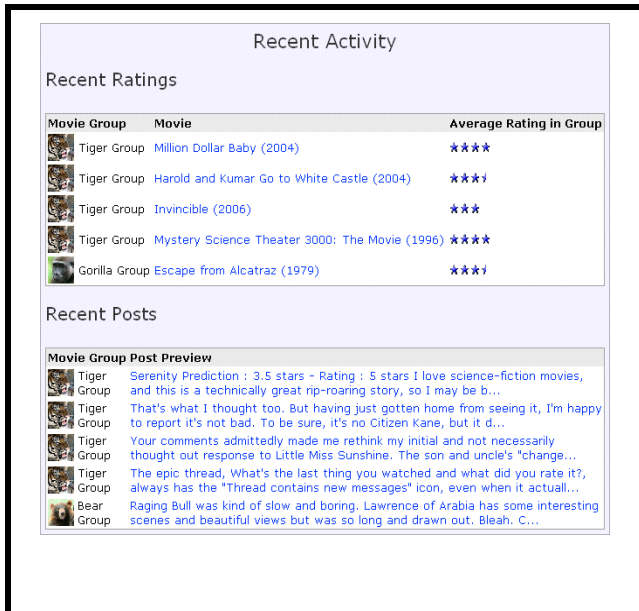 Recent Activity
Recent Ratings
Movie Group Movie Average Rating in Group
Tiger Group Million Dollar Baby (2004)
Tiger Group Harold and Kumar Go to White Castle (2004)
Tiger Group Invincible (2006)
Tiger Group Mystery Science Theater 3000: The Movie (1996)
Gorilla Group Escape from Alcatraz (1979)
Recent Posts
Movie Group Post Preview
Tiger Group Serenity Prediction : 3.5 stars - Rating : 5 stars I love science-fiction movies,
and this is a technically great rip-roaring story, so I may be b...
Tiger Group That's what I thought too. But having just gotten home from seeing it, I'm happy
to report it's not bad. To be sure, it's no Citizen Kane, but it d...
Tiger Group Your comments admittedly made me rethink my initial and not necessarily
thought out response to Little Miss Sunshine. The son and uncle's "change...
Tiger Group The epic thread, What's the last thing you watched and what did you rate it?,
always has the "Thread contains new messages" icon, even when it actuall...
Bear Group Raging Bull was kind of slow and boring. Lawrence of Arabia has some interesting
scenes and beautiful views but was so long and drawn out. Bleah. C...